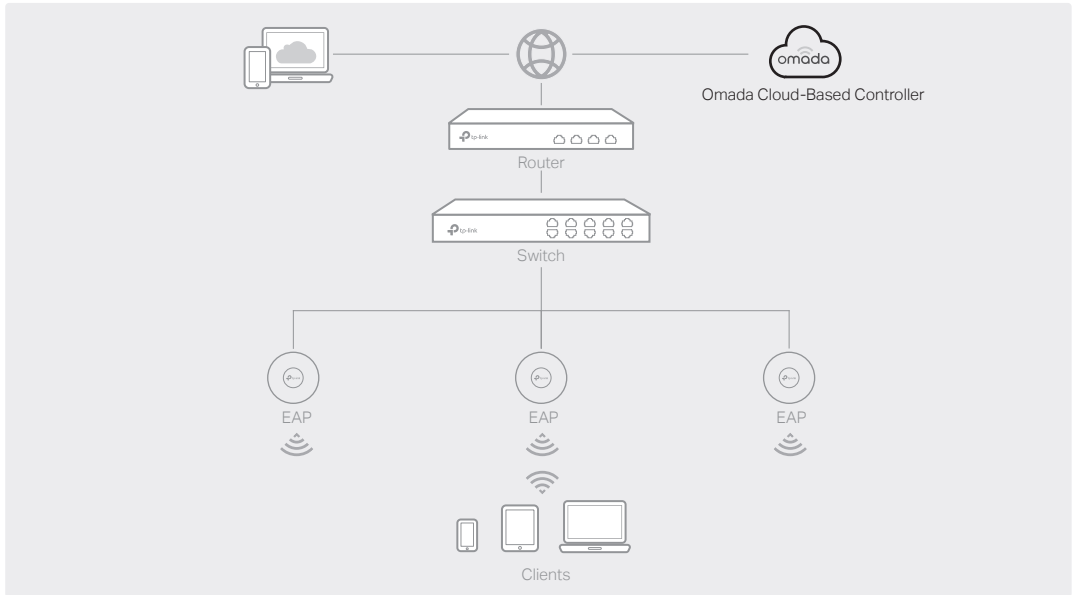 omada
Omada Cloud-Based Controller
tp-link
Router
tp-link
Switch
EAP
EAP
EAP
Clients